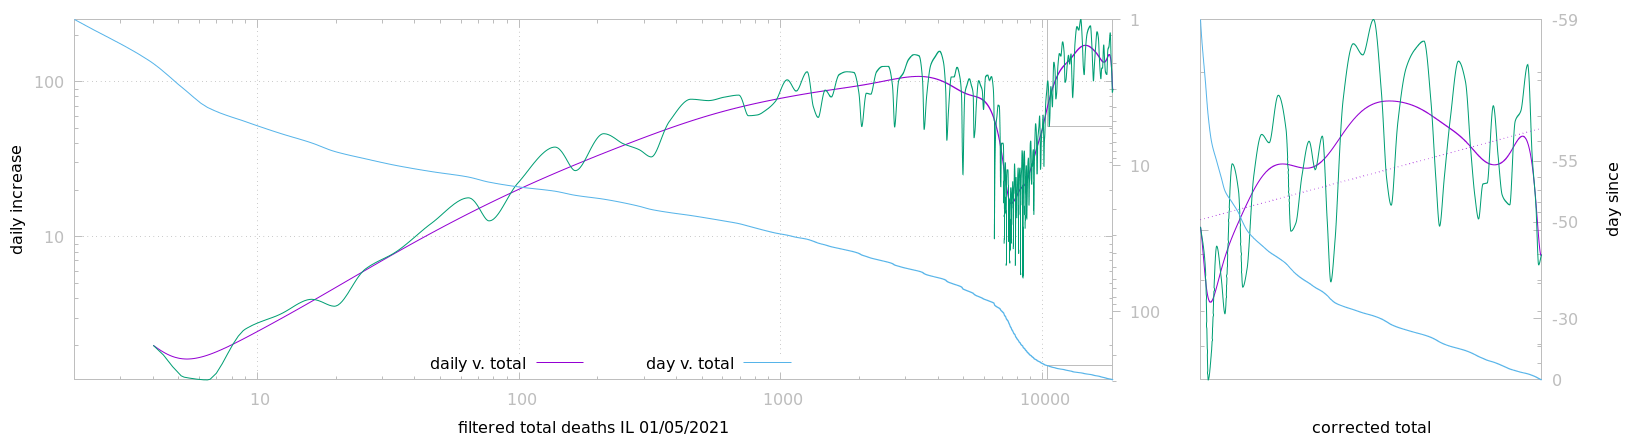 100
10
daily increase
daily v. total
day v. total
10
100
1000
10000
filtered total deaths IL 01/05/2021
1
10
100
-59
-55
-50
-30
0
day since
corrected total